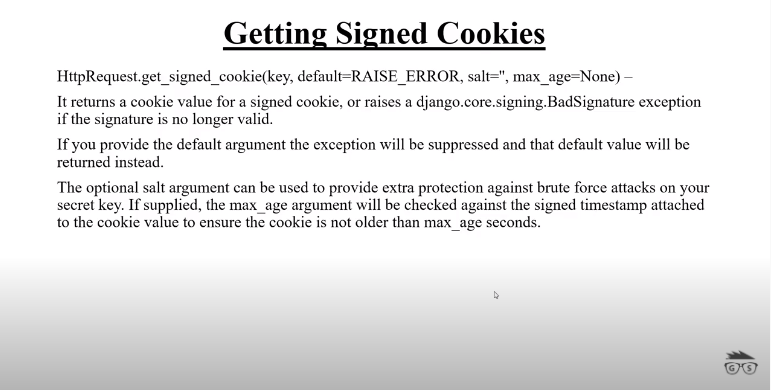 Getting Signed Cookies
HttpRequest.get_signed_cookie(key, default=RAISE_ERROR, salt='', max_age=None) –
It returns a cookie value for a signed cookie, or raises a django.core.signing.BadSignature exception
if the signature is no longer valid.
If you provide the default argument the exception will be suppressed and that default value will be
returned instead.
The optional salt argument can be used to provide extra protection against brute force attacks on your
secret key. If supplied, the max_age argument will be checked against the signed timestamp attached
to the cookie value to ensure the cookie is not older than max_age seconds.
G S